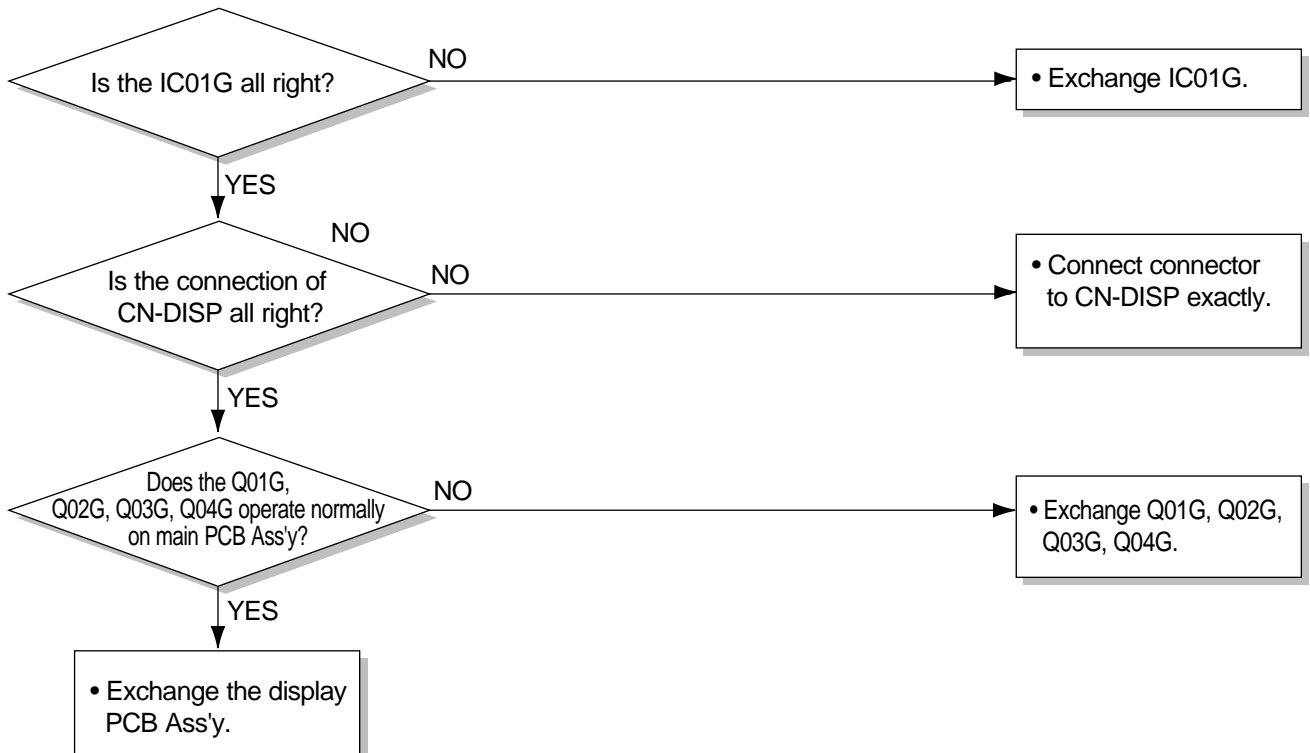 Is the IC01G all right?
NO
• Exchange IC01G.
YES
NO
Is the connection of
CN-DISP all right?
NO
• Connect connector
to CN-DISP exactly.
YES
Does the Q01G,
Q02G, Q03G, Q04G operate normally
on main PCB Ass'y?
NO
• Exchange Q01G, Q02G,
Q03G, Q04G.
YES
• Exchange the display
PCB Ass'y.